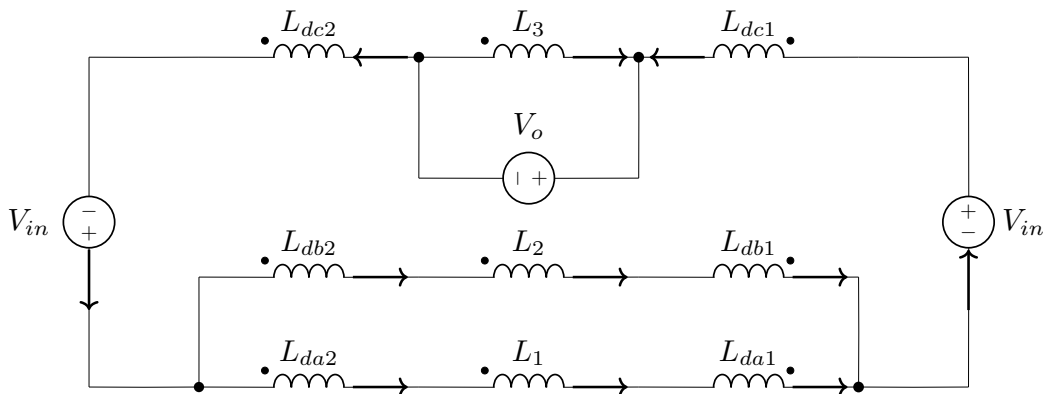 L_{dc2} L_3 L_{dc1}
V_o
− +
V_{in} − + + − V_{in}
L_{db2} L_2 L_{db1}
L_{da2} L_1 L_{da1}